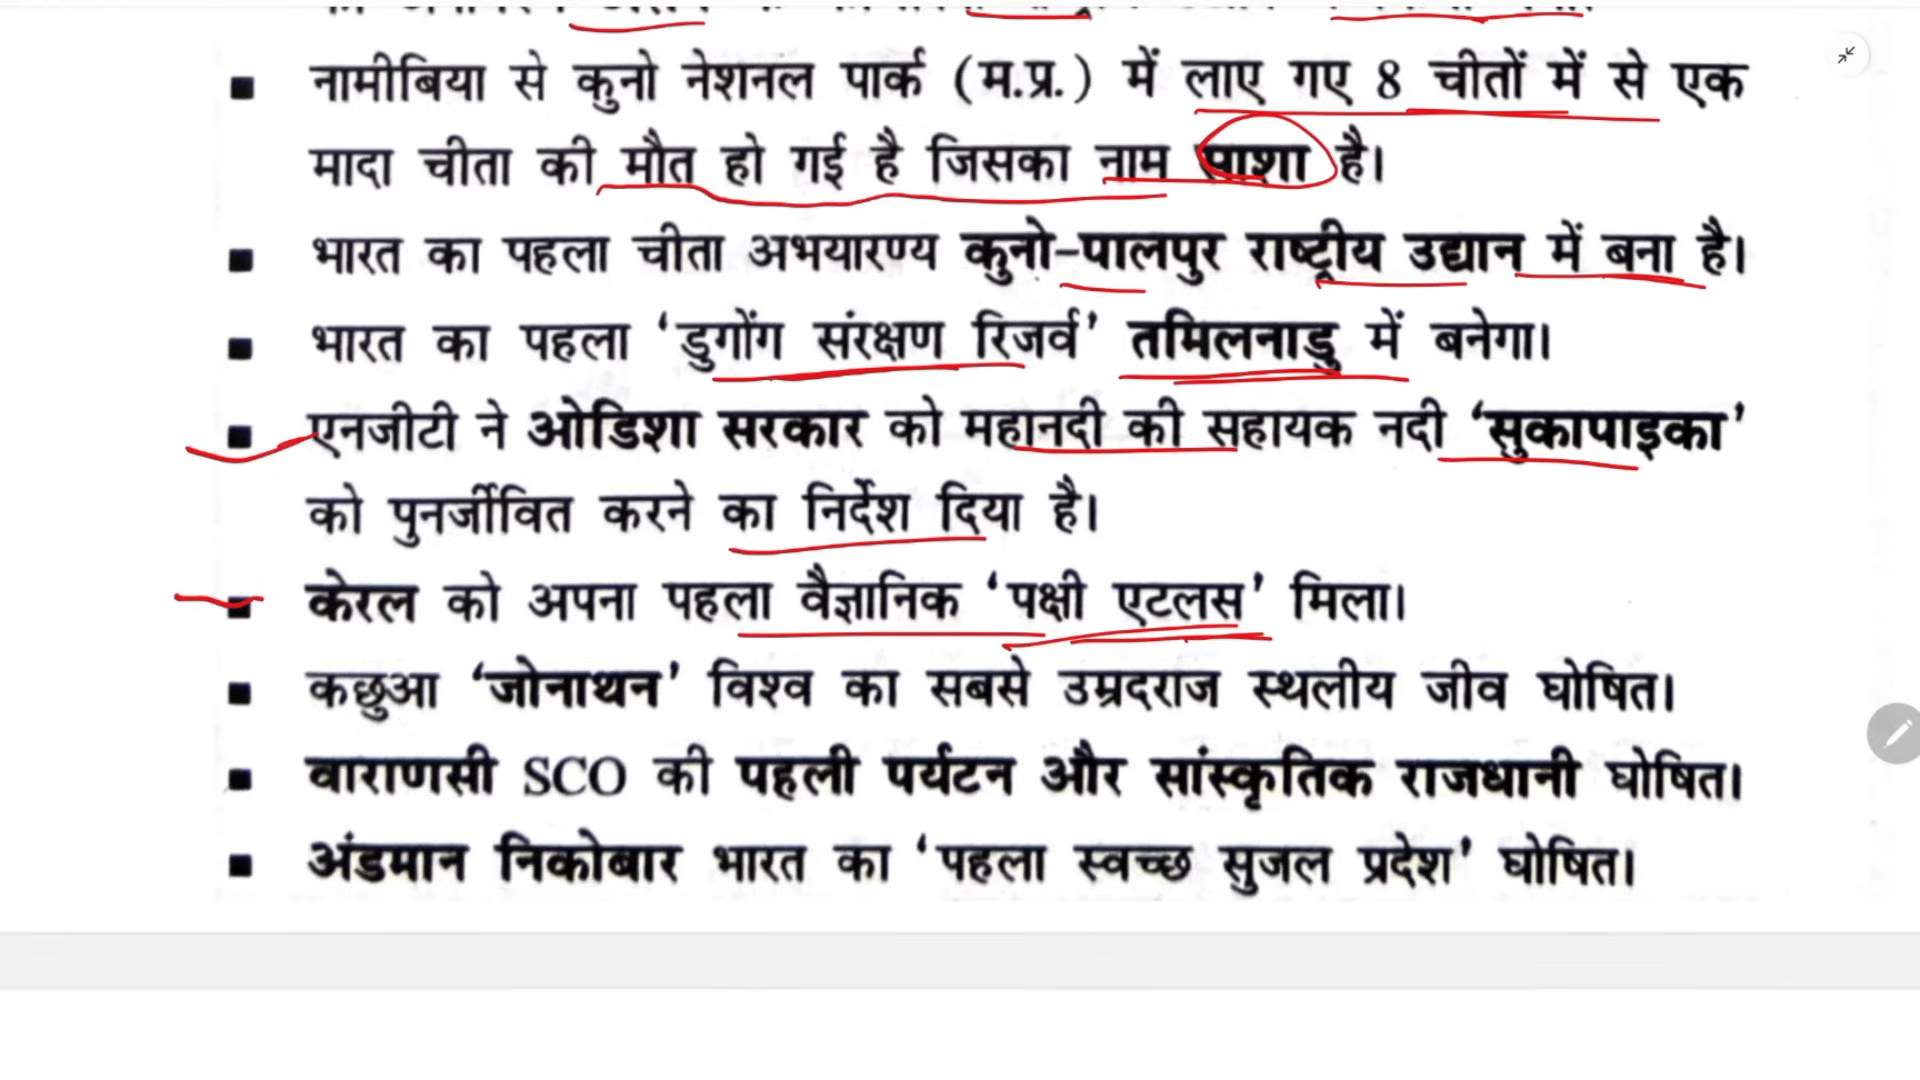 नामीबिया से कुनो नेशनल पार्क (म.प्र.) में लाए गए 8 चीतों में से एक
मादा चीता की मौत हो गई है जिसका नाम साशा है।
भारत का पहला चीता अभयारण्य कुनो-पालपुर राष्ट्रीय उद्यान में बना है।
भारत का पहला ‘डुगोंग संरक्षण रिजर्व’ तमिलनाडु में बनेगा।
एनजीटी ने ओडिशा सरकार को महानदी की सहायक नदी ‘सुकापाइका’
को पुनर्जीवित करने का निर्देश दिया है।
केरल को अपना पहला वैज्ञानिक ‘पक्षी एटलस’ मिला।
कछुआ ‘जोनाथन’ विश्व का सबसे उम्रदराज स्थलीय जीव घोषित।
वाराणसी SCO की पहली पर्यटन और सांस्कृतिक राजधानी घोषित।
अंडमान निकोबार भारत का ‘पहला स्वच्छ सुजल प्रदेश’ घोषित।